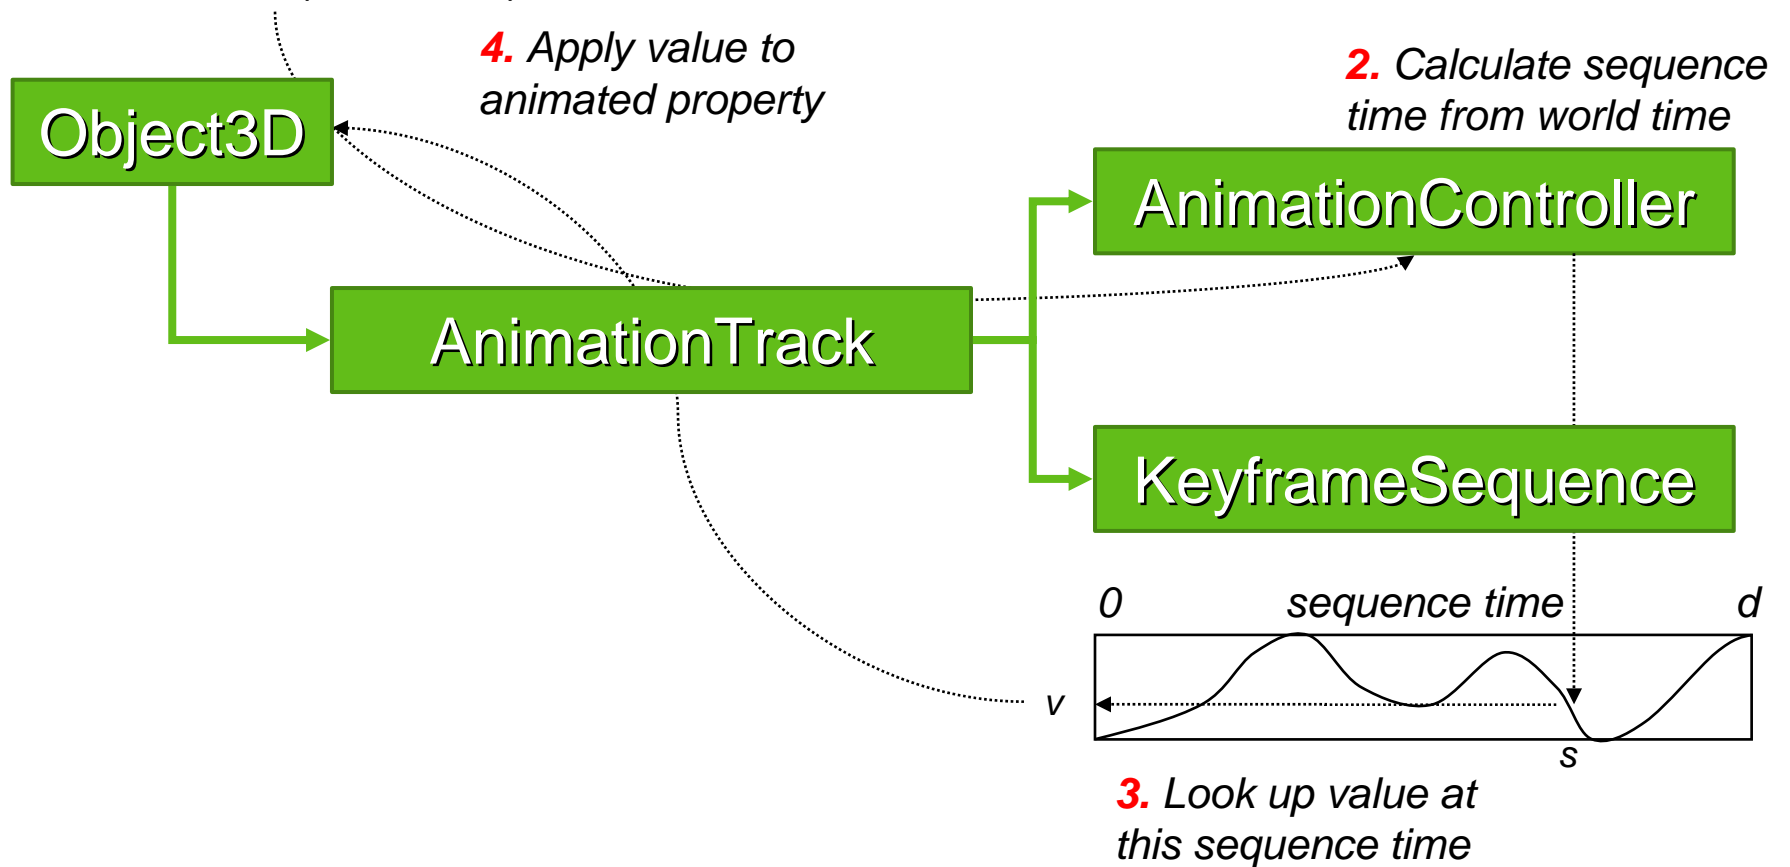 4. Apply value to
animated property
2. Calculate sequence
time from world time
Object3D
AnimationController
AnimationTrack
KeyframeSequence
0 sequence time d
v
s
3. Look up value at
this sequence time